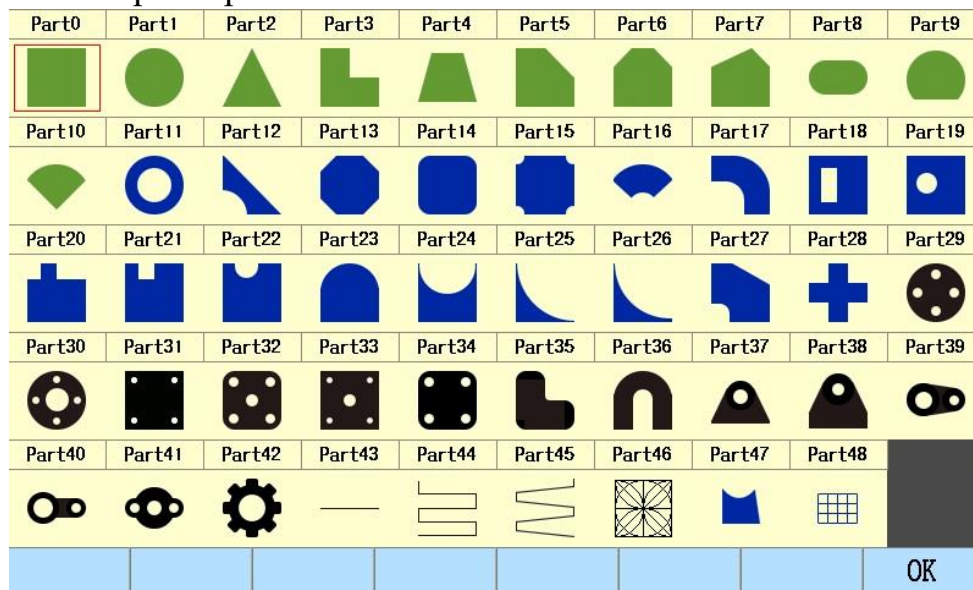 Part0 Part1 Part2 Part3 Part4 Part5 Part6 Part7 Part8 Part9
Part10 Part11 Part12 Part13 Part14 Part15 Part16 Part17 Part18 Part19
Part20 Part21 Part22 Part23 Part24 Part25 Part26 Part27 Part28 Part29
Part30 Part31 Part32 Part33 Part34 Part35 Part36 Part37 Part38 Part39
Part40 Part41 Part42 Part43 Part44 Part45 Part46 Part47 Part48
OK